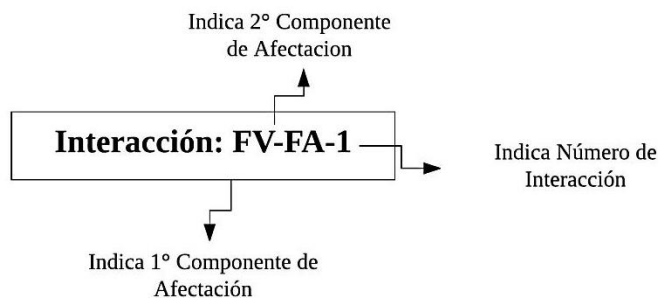 Indica 2° Componente
de Afectacion
Interacción: FV-FA-1
Indica Número de
Interacción
Indica 1° Componente de
Afectación